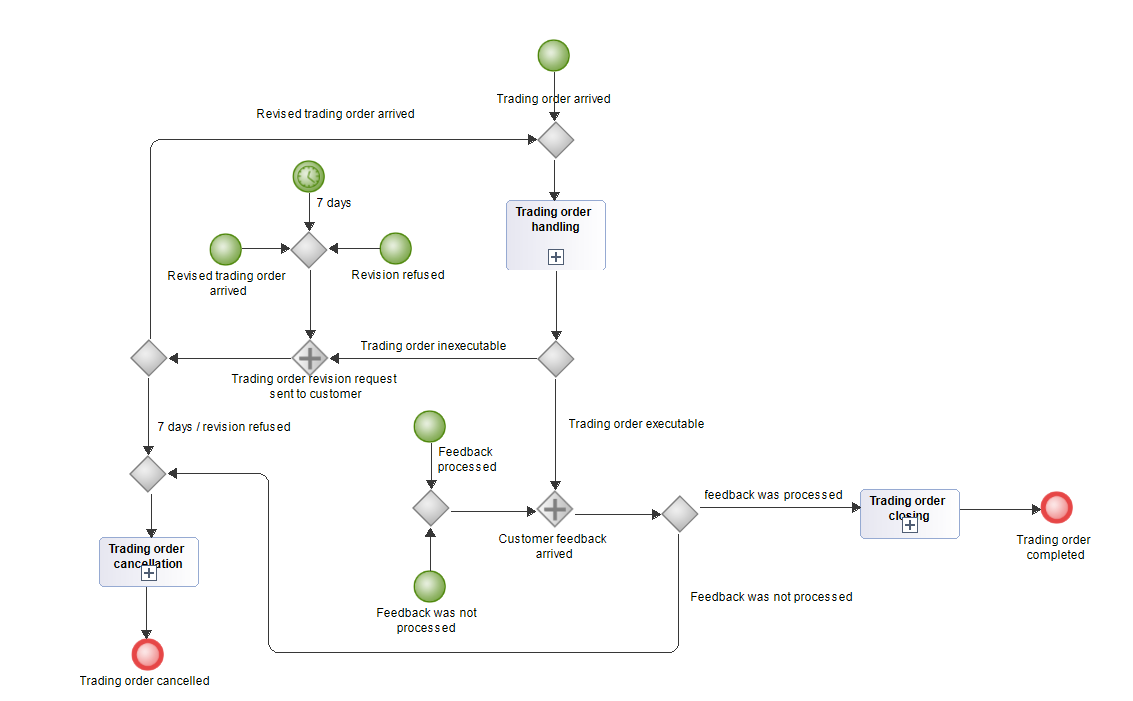 Trading order arrived
Revised trading order arrived
7 days
Trading order
handling
Revised trading order
arrived
Revision refused
Trading order inexecutable
Trading order revision request
sent to customer
Trading order executable
7 days / revision refused
Feedback
processed
feedback was processed
Trading order
closing
Customer feedback
arrived
Trading order
completed
Trading order
cancellation
Feedback was not processed
Feedback was not
processed
Trading order cancelled